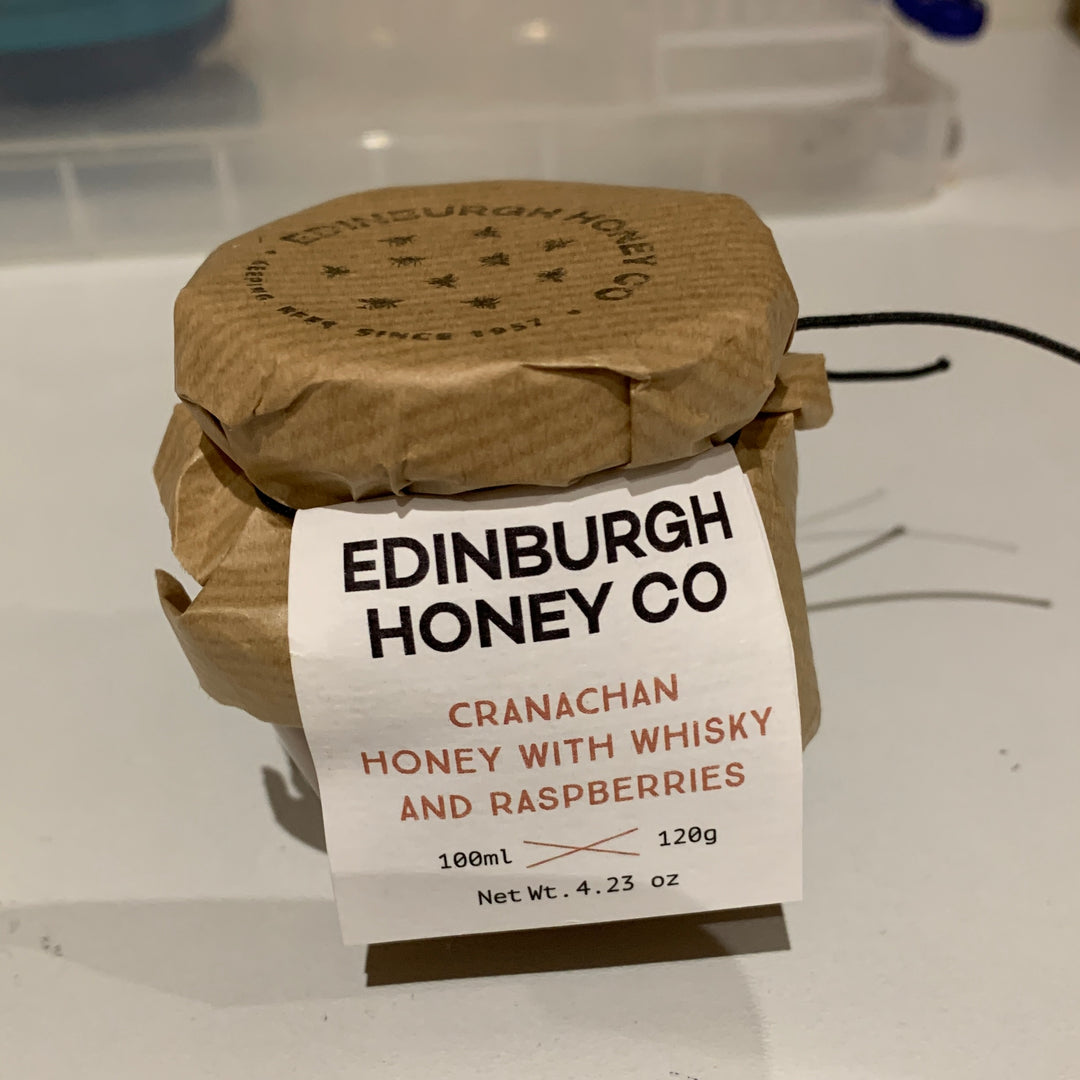 EDINBURGH HONEY CO
• KEEPING BEES SINCE 1957 •
EDINBURGH
HONEY CO
CRANACHAN
HONEY WITH WHISKY
AND RASPBERRIES
100ml 120g
Net Wt. 4.23 oz